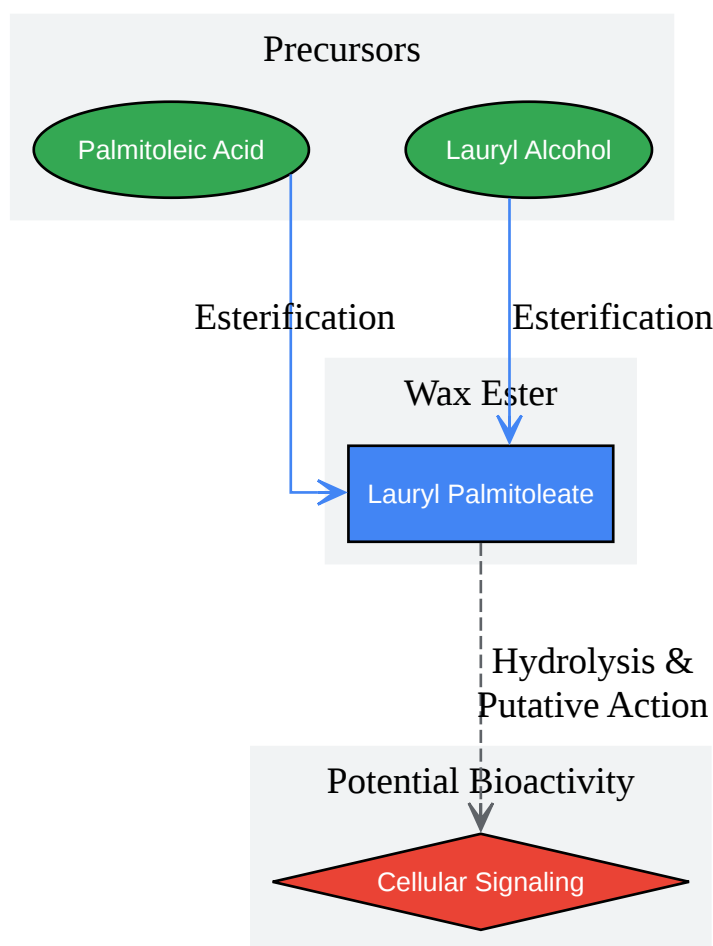 Precursors
Palmitoleic Acid
Lauryl Alcohol
Esterification
Esterification
Wax Ester
Lauryl Palmitoleate
Hydrolysis &
Putative Action
Potential Bioactivity
Cellular Signaling